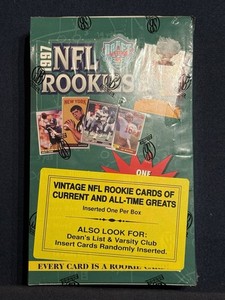 1997
NFL
ROOKIES
NEW YORK
ONE
VINTAGE NFL ROOKIE CARDS OF
CURRENT AND ALL-TIME GREATS
Inserted One Per Box
ALSO LOOK FOR:
Dean's List & Varsity Club
Insert Cards Randomly Inserted.
EVERY CARD IS A ROOKIE